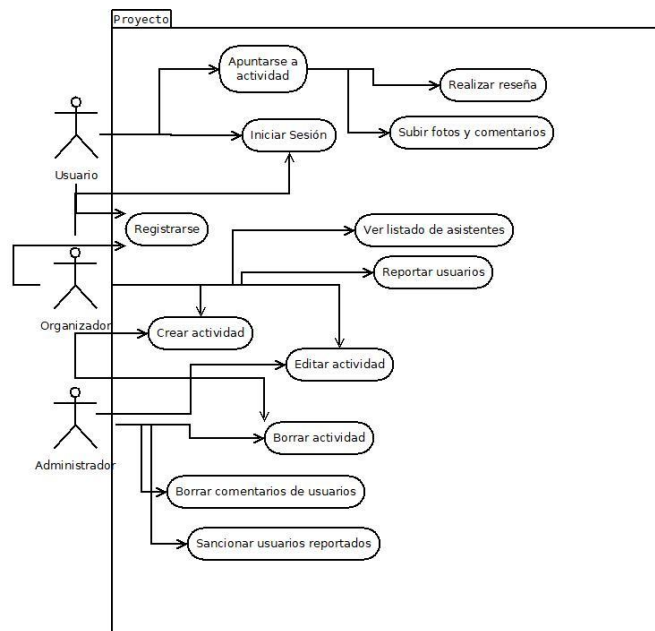 Proyecto
Apuntarse a
actividad
Realizar reseña
Subir fotos y comentarios
Iniciar Sesión
Usuario
Registrarse
Ver listado de asistentes
Reportar usuarios
Organizador
Crear actividad
Editar actividad
Borrar actividad
Administrador
Borrar comentarios de usuarios
Sancionar usuarios reportados